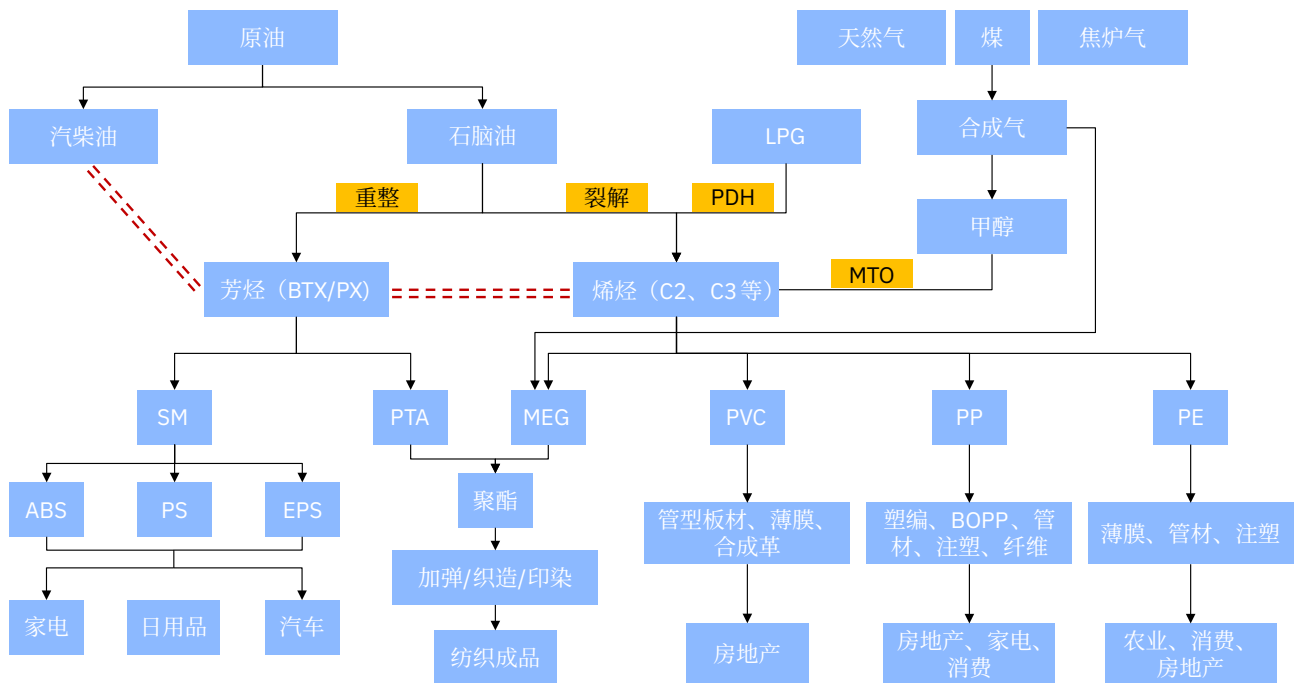 原油
天然气
煤
焦炉气
汽柴油
石脑油
LPG
合成气
重整
裂解
PDH
甲醇
芳烃（BTX/PX)
烯烃（C2、C3等）
MTO
SM
PTA
MEG
PVC
PP
PE
ABS
PS
EPS
聚酯
管型板材、薄膜、
合成革
塑编、BOPP、管
材、注塑、纤维
薄膜、管材、注塑
加弹/织造/印染
家电
日用品
汽车
纺织成品
房地产
房地产、家电、
消费
农业、消费、
房地产